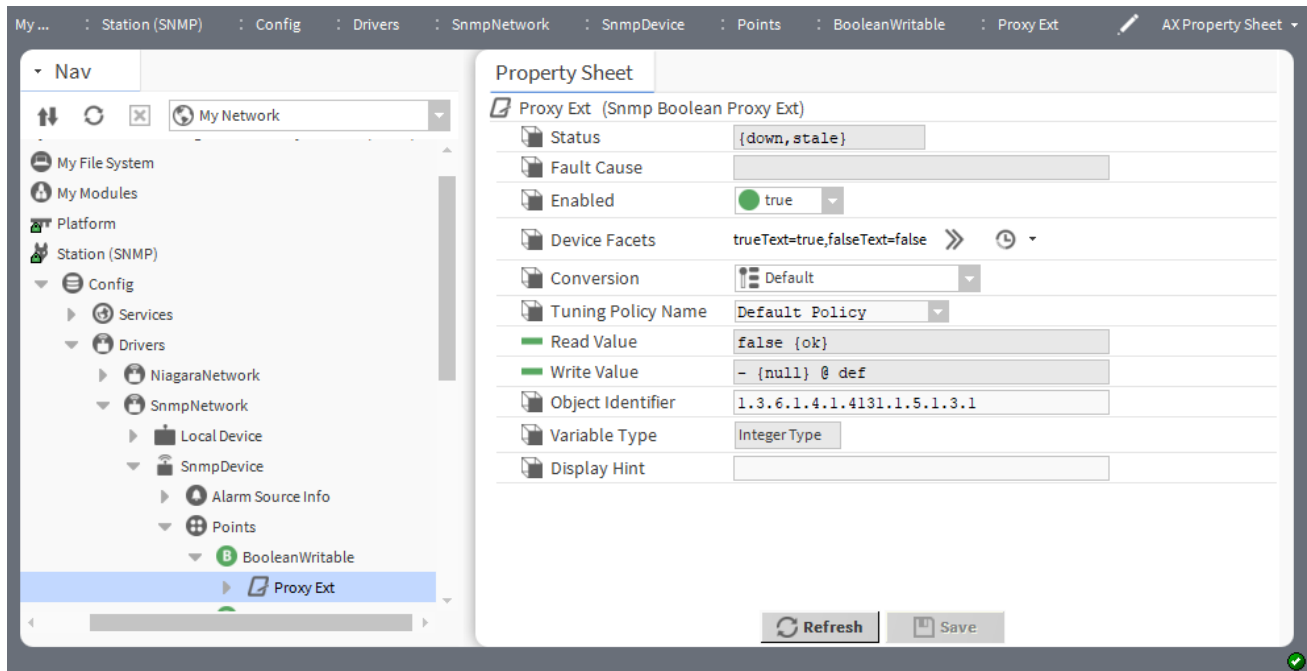 My ... : Station (SNMP) : Config : Drivers : SnmpNetwork : SnmpDevice : Points : BooleanWritable : Proxy Ext AX Property Sheet
Nav
My Network
My File System
My Modules
Platform
Station (SNMP)
Config
Services
Drivers
NiagaraNetwork
SnmpNetwork
Local Device
SnmpDevice
Alarm Source Info
Points
B BooleanWritable
Proxy Ext
Property Sheet
Proxy Ext (Snmp Boolean Proxy Ext)
Status {down,stale}
Fault Cause
Enabled true
Device Facets trueText=true,falseText=false
Conversion Default
Tuning Policy Name Default Policy
Read Value false {ok}
Write Value - {null} @ def
Object Identifier 1.3.6.1.4.1.4131.1.5.1.3.1
Variable Type IntegerType
Display Hint
Refresh Save